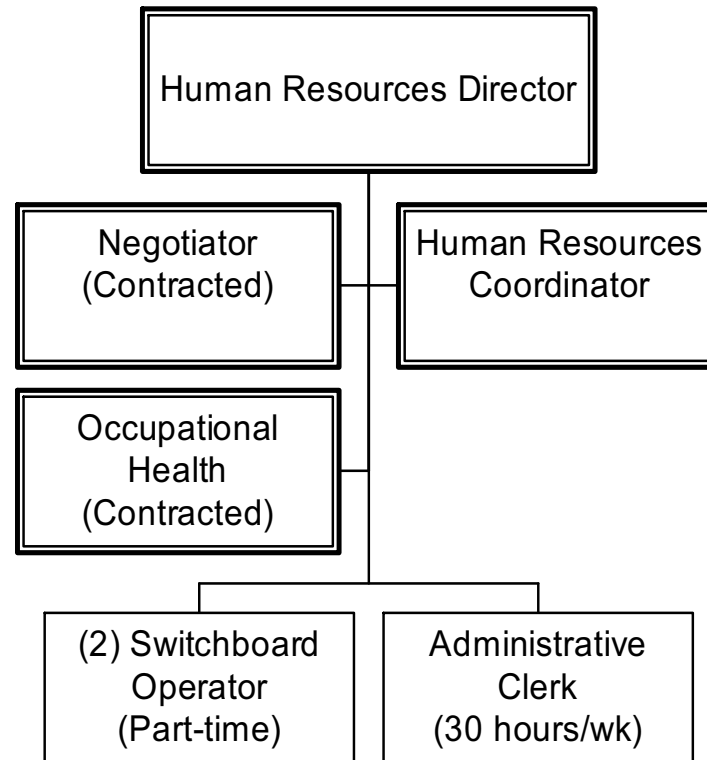 Human Resources Director
Negotiator
(Contracted)
Human Resources
Coordinator
Occupational
Health
(Contracted)
(2) Switchboard
Operator
(Part-time)
Administrative
Clerk
(30 hours/wk)